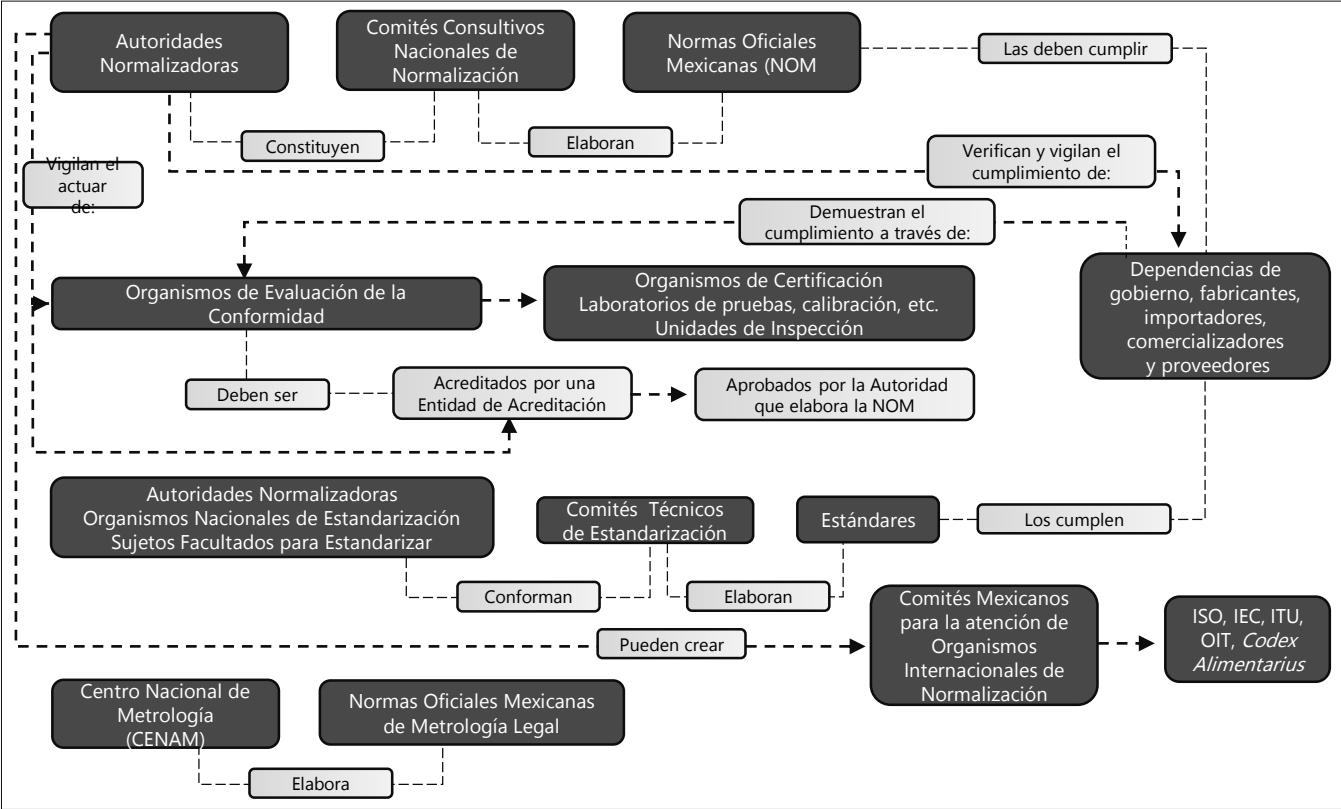 Autoridades
Normalizadoras
Comités Consultivos
Nacionales de
Normalización
Normas Oficiales
Mexicanas (NOM
Las deben cumplir
Constituyen
Elaboran
Verifican y vigilan el
cumplimiento de:
Vigilan el
actuar
de:
Demuestran el
cumplimiento a través de:
Organismos de Evaluación de la
Conformidad
Organismos de Certificación
Laboratorios de pruebas, calibración, etc.
Unidades de Inspección
Dependencias de
gobierno, fabricantes,
importadores,
comercializadores
y proveedores
Deben ser
Acreditados por una
Entidad de Acreditación
Aprobados por la Autoridad
que elabora la NOM
Autoridades Normalizadoras
Organismos Nacionales de Estandarización
Sujetos Facultados para Estandarizar
Comités Técnicos
de Estandarización
Estándares
Los cumplen
Conforman
Elaboran
Pueden crear
Comités Mexicanos
para la atención de
Organismos
Internacionales de
Normalización
ISO, IEC, ITU,
OIT, Codex
Alimentarius
Centro Nacional de
Metrología
(CENAM)
Normas Oficiales Mexicanas
de Metrología Legal
Elabora